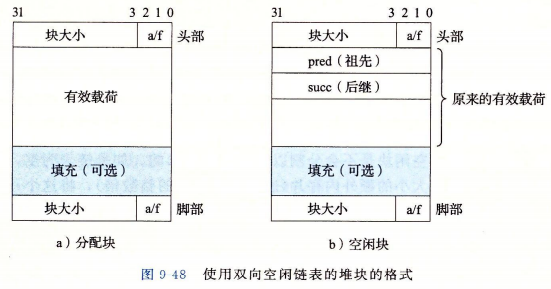 31 3 2 1 0
块大小 a/f 头部
有效载荷
填充（可选）
块大小 a/f 脚部
a）分配块
31 3 2 1 0
块大小 a/f 头部
pred（祖先）
succ（后继）
原来的有效载荷
填充（可选）
块大小 a/f 脚部
b）空闲块
图 9 48 使用双向空闲链表的堆块的格式